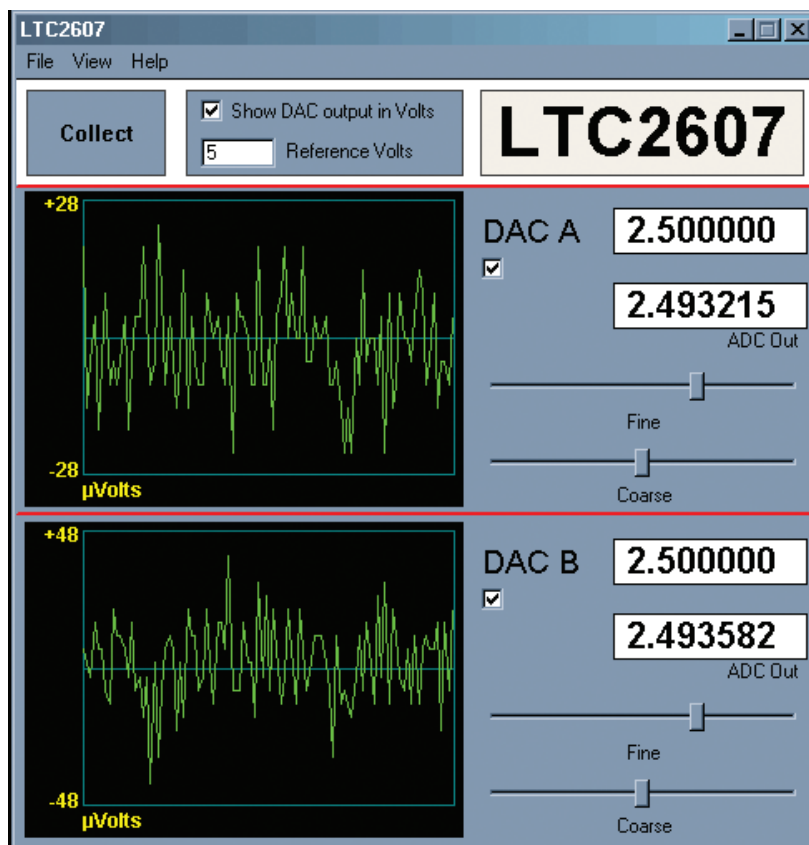 LTC2607
File View Help
Collect
Show DAC output in Volts
5 Reference Volts
LTC2607
+28
-28
µVolts
DAC A
2.500000
2.493215
ADC Out
Fine
Coarse
+48
-48
µVolts
DAC B
2.500000
2.493582
ADC Out
Fine
Coarse